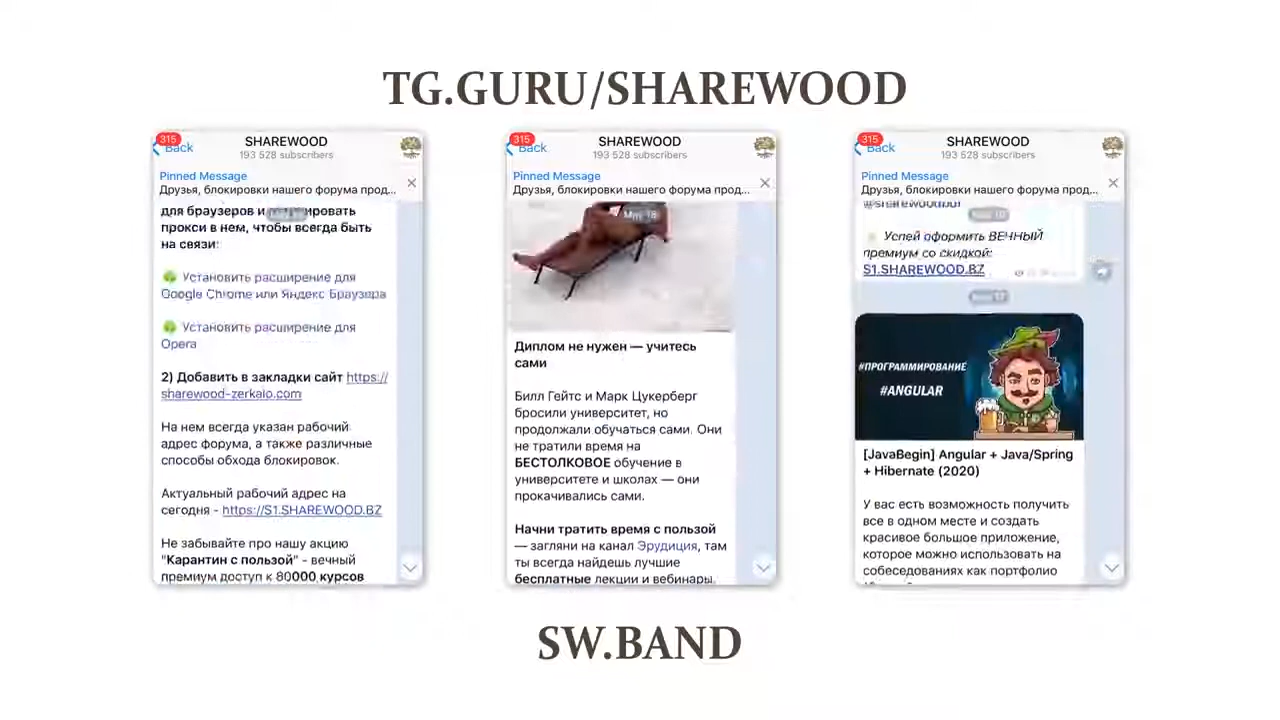 TG.GURU/SHAREWOOD
315
Back
SHAREWOOD
193 528 subscribers
Pinned Message
Друзья, блокировки нашего форума прод...
для браузеров и
прокси в нем, чтобы всегда быть
на связи:
Установить расширение для
Google Chrome или Яндекс Браузера
Установить расширение для
Opera
2) Добавить в закладки сайт https://
sharewood-zerkalo.com
На нем всегда указан рабочий
адрес форума, а также различные
способы обхода блокировок.
Актуальный рабочий адрес на
сегодня - https://S1.SHAREWOOD.BZ
Не забывайте про нашу акцию
"Карантин с пользой" - вечный
премиум доступ к 80000 курсов
315
Back
SHAREWOOD
193 528 subscribers
Pinned Message
Друзья, блокировки нашего форума прод...
May 18
Диплом не нужен — учитесь
сами
Билл Гейтс и Марк Цукерберг
бросили университет, но
продолжали обучаться сами. Они
не тратили время на
БЕСТОЛКОВОЕ обучение в
университете и школах — они
прокачивались сами.
Начни тратить время с пользой
— загляни на канал Эрудиция, там
ты всегда найдешь лучшие
бесплатные лекции и вебинары.
315
Back
SHAREWOOD
193 528 subscribers
Pinned Message
Друзья, блокировки нашего форума прод...
@sharewoodbot
Успей оформить ВЕЧНЫЙ
премиум со скидкой:
S1.SHAREWOOD.BZ
#ПРОГРАММИРОВАНИЕ
#ANGULAR
[JavaBegin] Angular + Java/Spring
+ Hibernate (2020)
У вас есть возможность получить
все в одном месте и создать
красивое большое приложение,
которое можно использовать на
собеседованиях как портфолио
SW.BAND